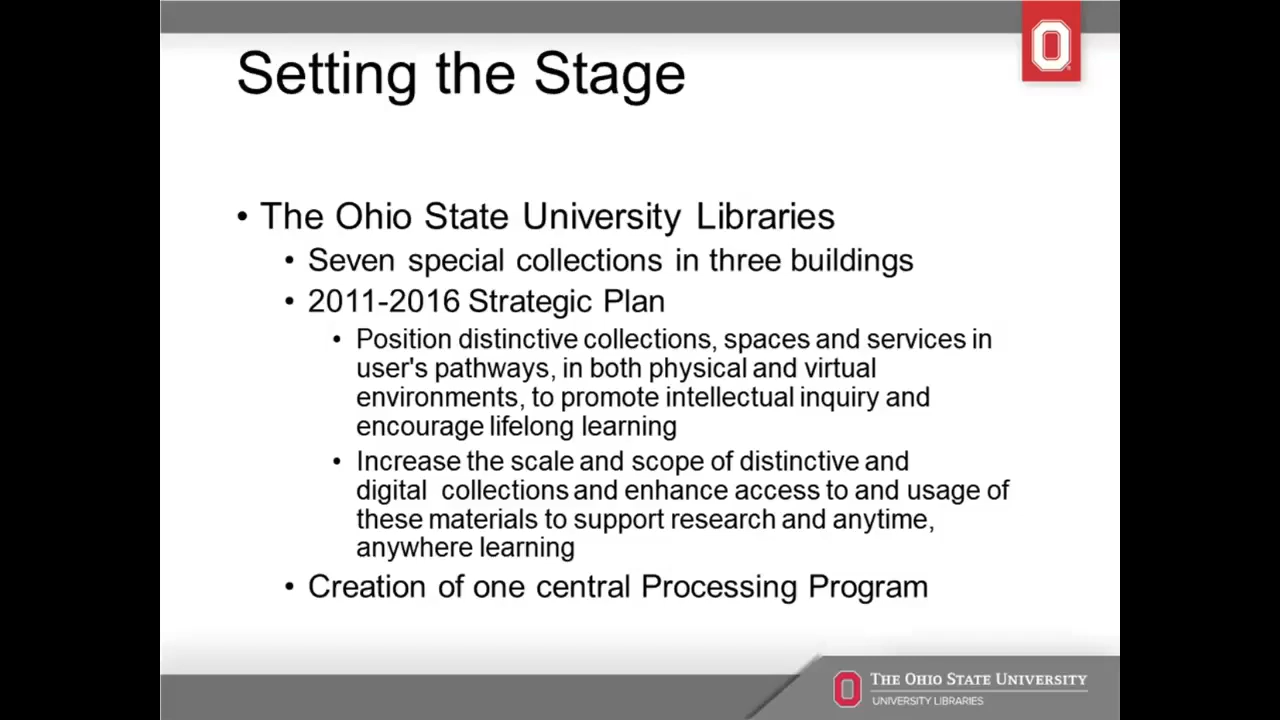 Setting the Stage
• The Ohio State University Libraries
• Seven special collections in three buildings
• 2011-2016 Strategic Plan
• Position distinctive collections, spaces and services in
user's pathways, in both physical and virtual
environments, to promote intellectual inquiry and
encourage lifelong learning
• Increase the scale and scope of distinctive and
digital collections and enhance access to and usage of
these materials to support research and anytime,
anywhere learning
• Creation of one central Processing Program
THE OHIO STATE UNIVERSITY
UNIVERSITY LIBRARIES